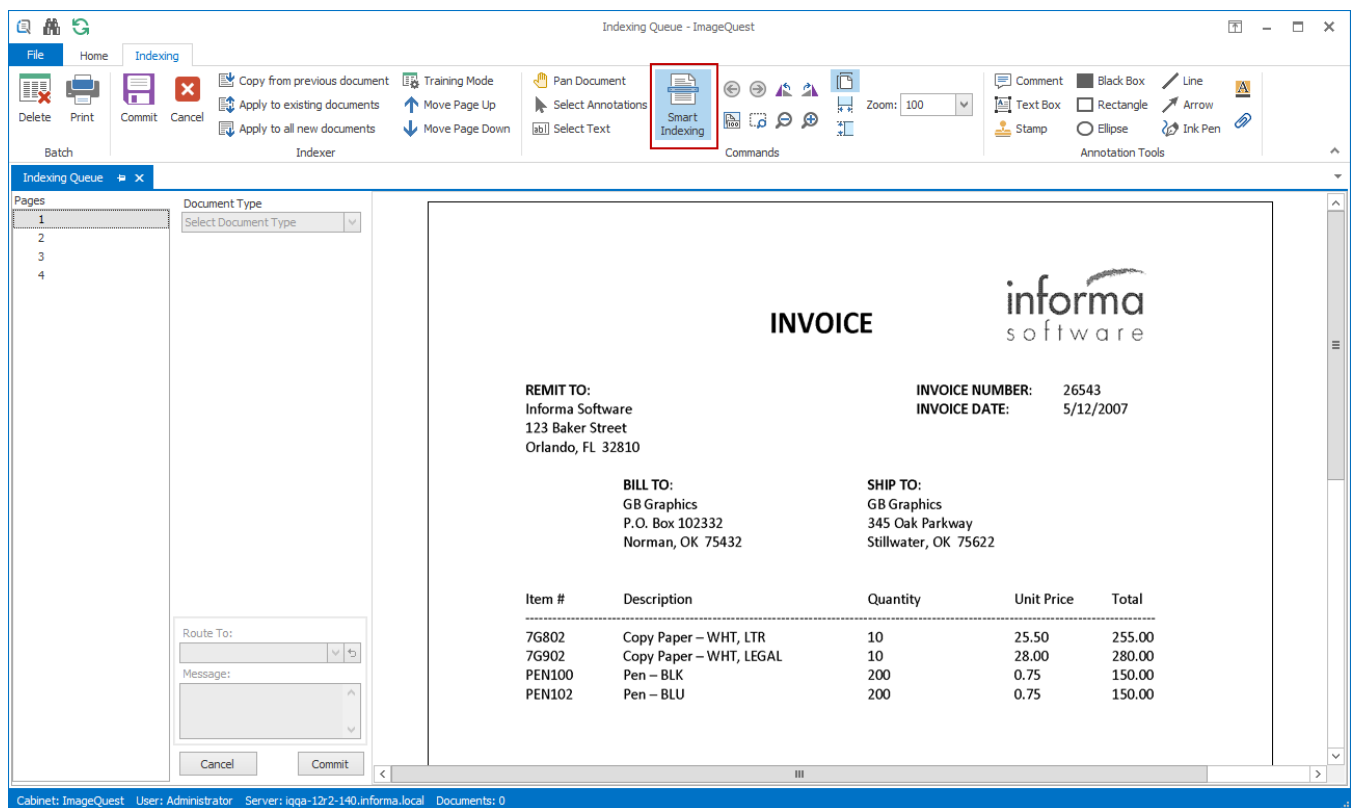 Indexing Queue - ImageQuest
File Home Indexing
Delete
Print
Commit
Cancel
Copy from previous document
Apply to existing documents
Apply to all new documents
Training Mode
Move Page Up
Move Page Down
Pan Document
Select Annotations
ab Select Text
Smart
Indexing
100
Zoom: 100
Comment
Text Box
Stamp
Black Box
Rectangle
Ellipse
Line
Arrow
Ink Pen
A
Batch Indexer Commands Annotation Tools
Indexing Queue
Pages
1
2
3
4
Document Type
Select Document Type
Route To:
Message:
Cancel Commit
informa
software
INVOICE
REMIT TO:
Informa Software
123 Baker Street
Orlando, FL 32810
INVOICE NUMBER: 26543
INVOICE DATE: 5/12/2007
BILL TO:
GB Graphics
P.O. Box 102332
Norman, OK 75432
SHIP TO:
GB Graphics
345 Oak Parkway
Stillwater, OK 75622
Item # Description Quantity Unit Price Total
7G802 Copy Paper – WHT, LTR 10 25.50 255.00
7G902 Copy Paper – WHT, LEGAL 10 28.00 280.00
PEN100 Pen – BLK 200 0.75 150.00
PEN102 Pen – BLU 200 0.75 150.00
Cabinet: ImageQuest User: Administrator Server: iqqa-12r2-140.informa.local Documents: 0